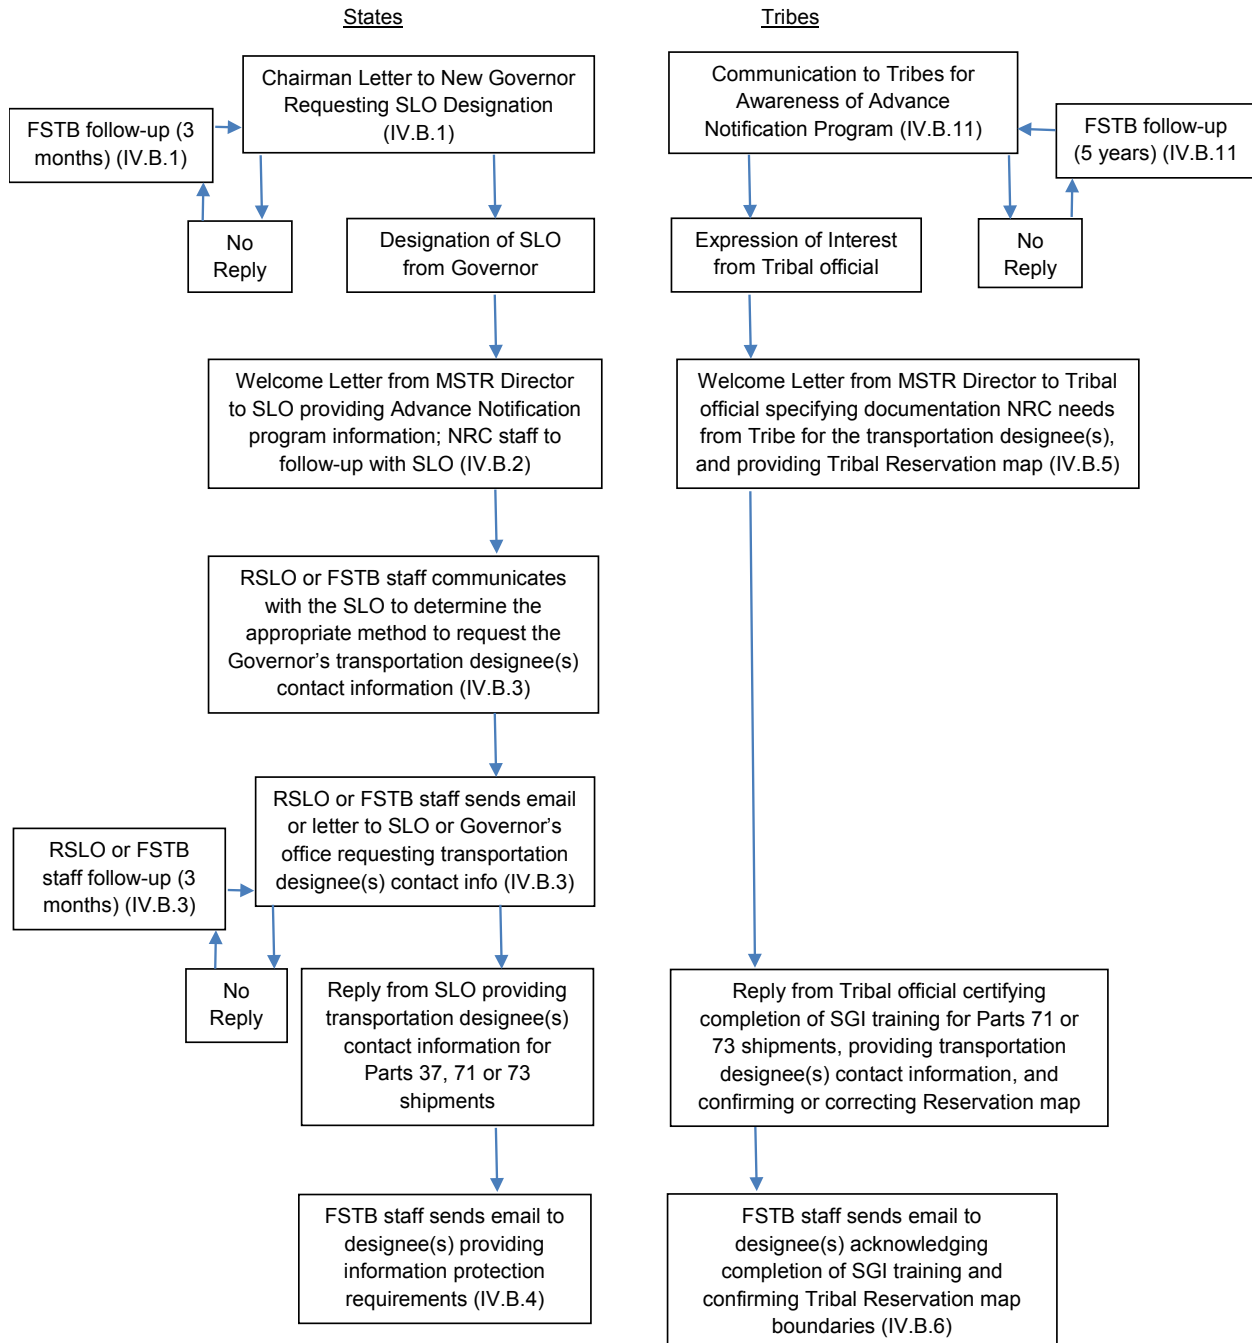 States
Tribes
Chairman Letter to New Governor
Requesting SLO Designation
(IV.B.1)
FSTB follow-up (3
months) (IV.B.1)
No
Reply
Designation of SLO
from Governor
Welcome Letter from MSTR Director
to SLO providing Advance Notification
program information; NRC staff to
follow-up with SLO (IV.B.2)
RSLO or FSTB staff communicates
with the SLO to determine the
appropriate method to request the
Governor’s transportation designee(s)
contact information (IV.B.3)
RSLO or FSTB staff sends email
or letter to SLO or Governor’s
office requesting transportation
designee(s) contact info (IV.B.3)
RSLO or FSTB
staff follow-up (3
months) (IV.B.3)
No
Reply
Reply from SLO providing
transportation designee(s)
contact information for
Parts 37, 71 or 73
shipments
FSTB staff sends email to
designee(s) providing
information protection
requirements (IV.B.4)
Communication to Tribes for
Awareness of Advance
Notification Program (IV.B.11)
FSTB follow-up
(5 years) (IV.B.11
No
Reply
Expression of Interest
from Tribal official
Welcome Letter from MSTR Director to Tribal
official specifying documentation NRC needs
from Tribe for the transportation designee(s),
and providing Tribal Reservation map (IV.B.5)
Reply from Tribal official certifying
completion of SGI training for Parts 71 or
73 shipments, providing transportation
designee(s) contact information, and
confirming or correcting Reservation map
FSTB staff sends email to
designee(s) acknowledging
completion of SGI training and
confirming Tribal Reservation map
boundaries (IV.B.6)